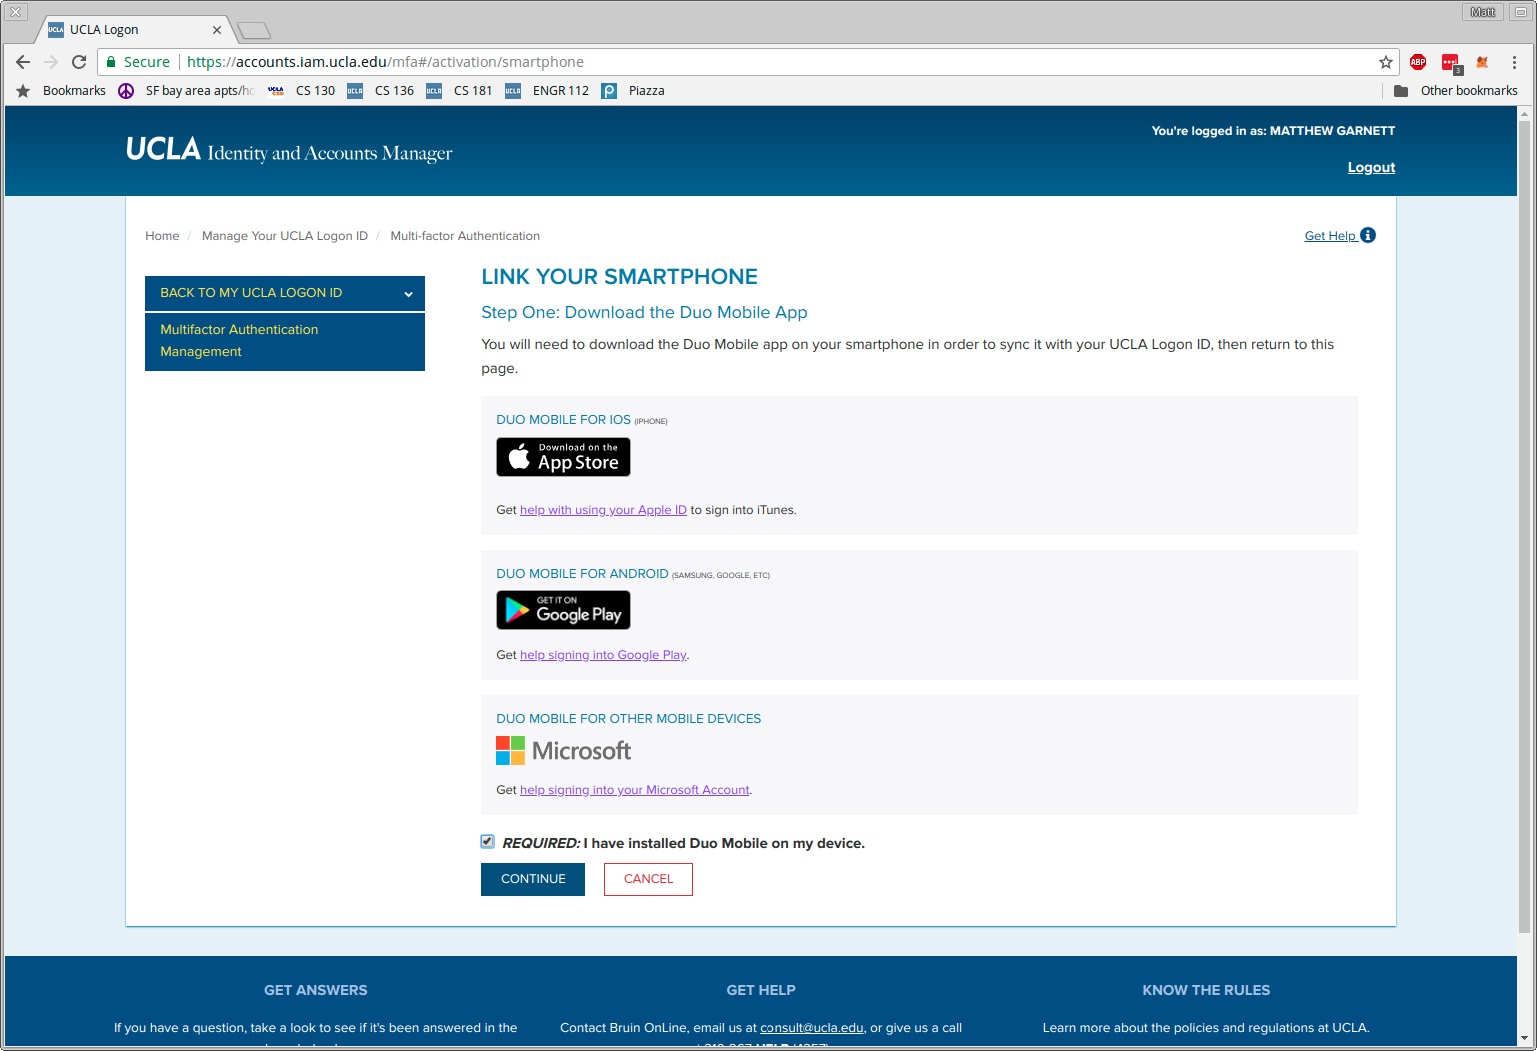 Matt
UCLA
UCLA Logon
Secure
https://accounts.iam.ucla.edu/mfa#/activation/smartphone
ABP
3
Bookmarks
SF bay area apts/ho
UCLA
CSO
CS 130
UCLA
CS 136
UCLA
CS 181
UCLA
ENGR 112
Piazza
Other bookmarks
You're logged in as: MATTHEW GARNETT
UCLA Identity and Accounts Manager
Logout
Home / Manage Your UCLA Logon ID / Multi-factor Authentication
Get Help
BACK TO MY UCLA LOGON ID
Multifactor Authentication
Management
LINK YOUR SMARTPHONE
Step One: Download the Duo Mobile App
You will need to download the Duo Mobile app on your smartphone in order to sync it with your UCLA Logon ID, then return to this
page.
DUO MOBILE FOR IOS (IPHONE)
Download on the
App Store
Get help with using your Apple ID to sign into iTunes.
DUO MOBILE FOR ANDROID (SAMSUNG, GOOGLE, ETC)
GET IT ON
Google Play
Get help signing into Google Play.
DUO MOBILE FOR OTHER MOBILE DEVICES
Microsoft
Get help signing into your Microsoft Account.
REQUIRED: I have installed Duo Mobile on my device.
CONTINUE
CANCEL
GET ANSWERS
If you have a question, take a look to see if it's been answered in the
GET HELP
Contact Bruin OnLine, email us at consult@ucla.edu, or give us a call
KNOW THE RULES
Learn more about the policies and regulations at UCLA.